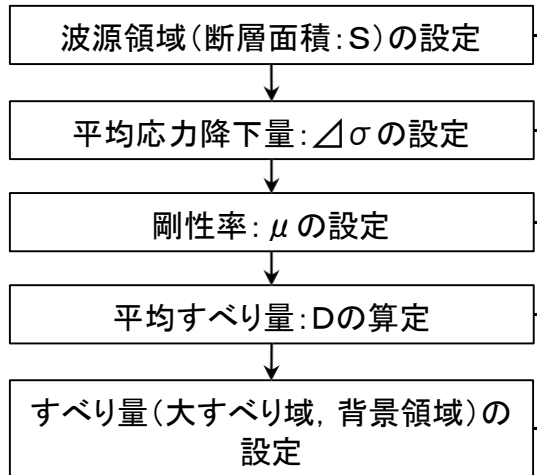 波源領域(断層面積:S)の設定
平均応力降下量:⊿σの設定
剛性率:μの設定
平均すべり量:Dの算定
すべり量(大すべり域，背景領域)の
設定